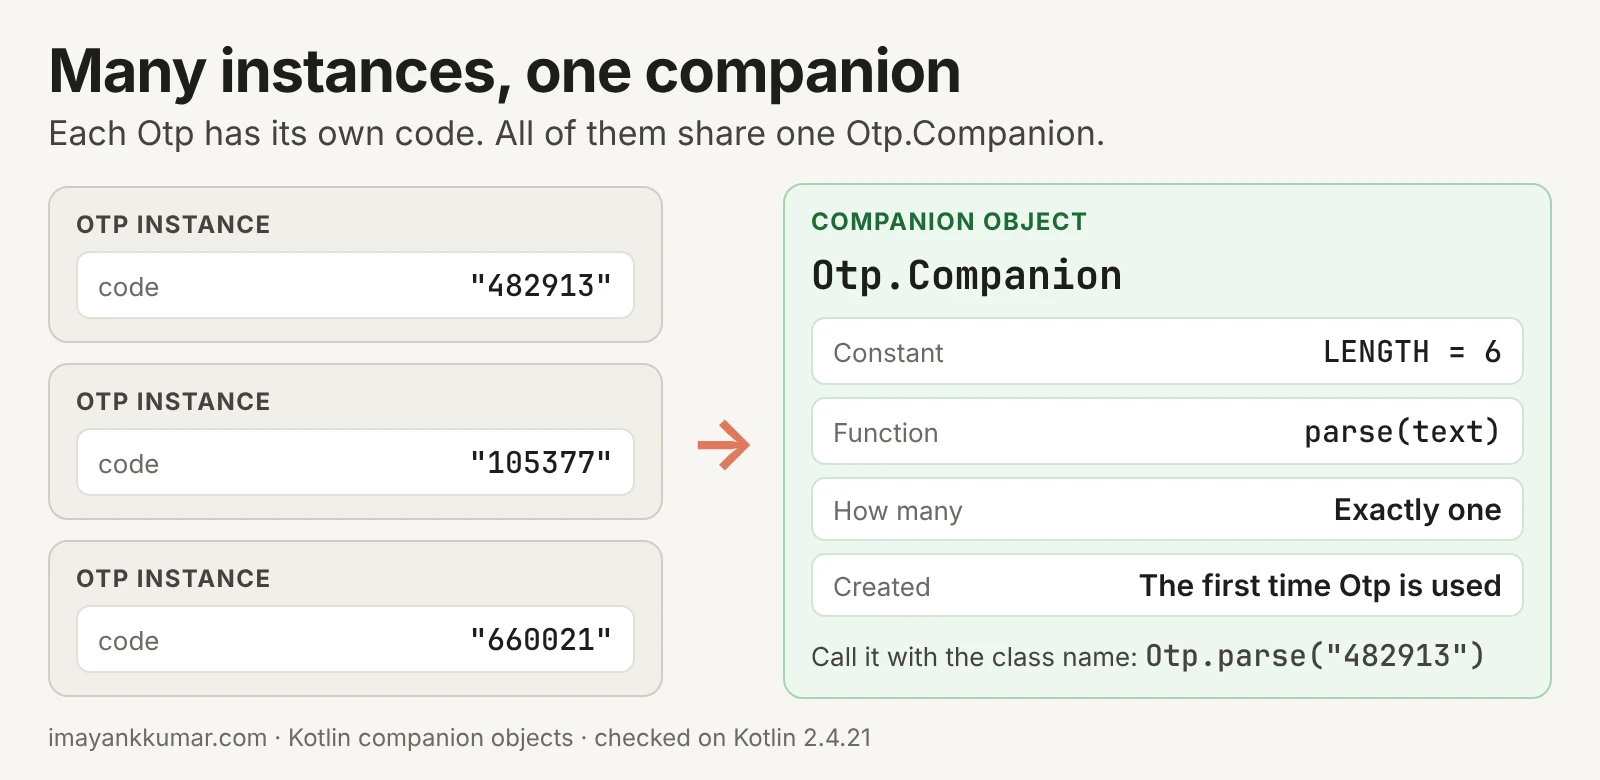 Many instances, one companion
Each Otp has its own code. All of them share one Otp.Companion.
OTP INSTANCE
code "482913"
OTP INSTANCE
code "105377"
OTP INSTANCE
code "660021"
COMPANION OBJECT
Otp.Companion
Constant LENGTH = 6
Function parse(text)
How many Exactly one
Created The first time Otp is used
Call it with the class name: Otp.parse("482913")
imayankkumar.com · Kotlin companion objects · checked on Kotlin 2.4.21